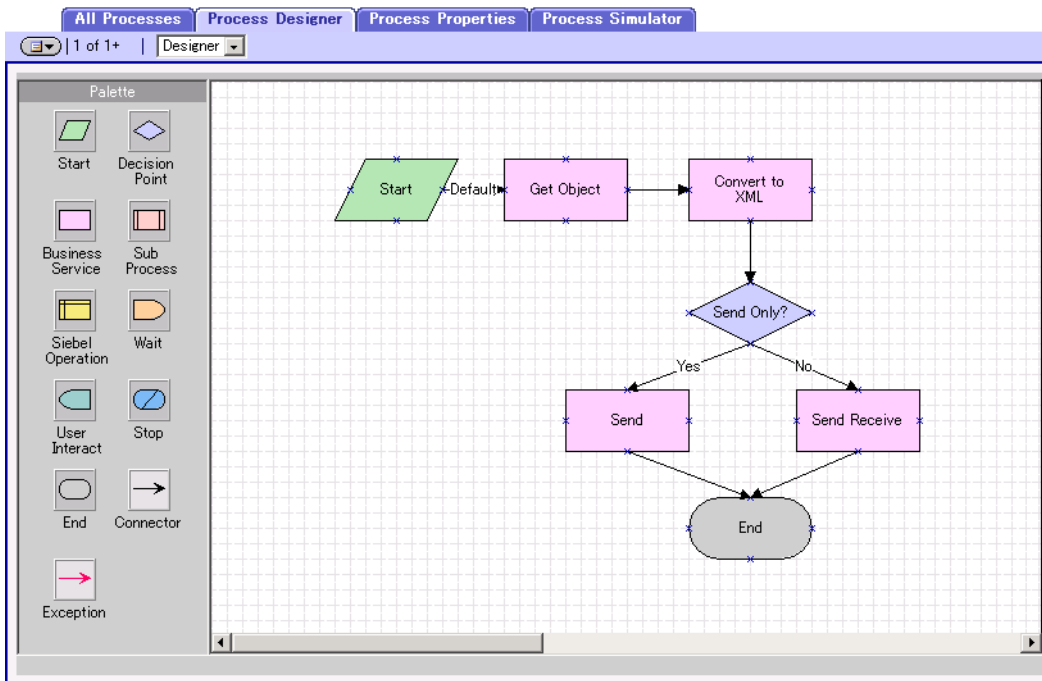 All Processes
Process Designer
Process Properties
Process Simulator
1 of 1+
Designer
Palette
Start
Decision
Point
Business
Service
Sub
Process
Siebel
Operation
Wait
User
Interact
Stop
End
Connector
Exception
Start
Default
Get Object
Convert to
XML
Send Only?
Yes
No
Send
Send Receive
End